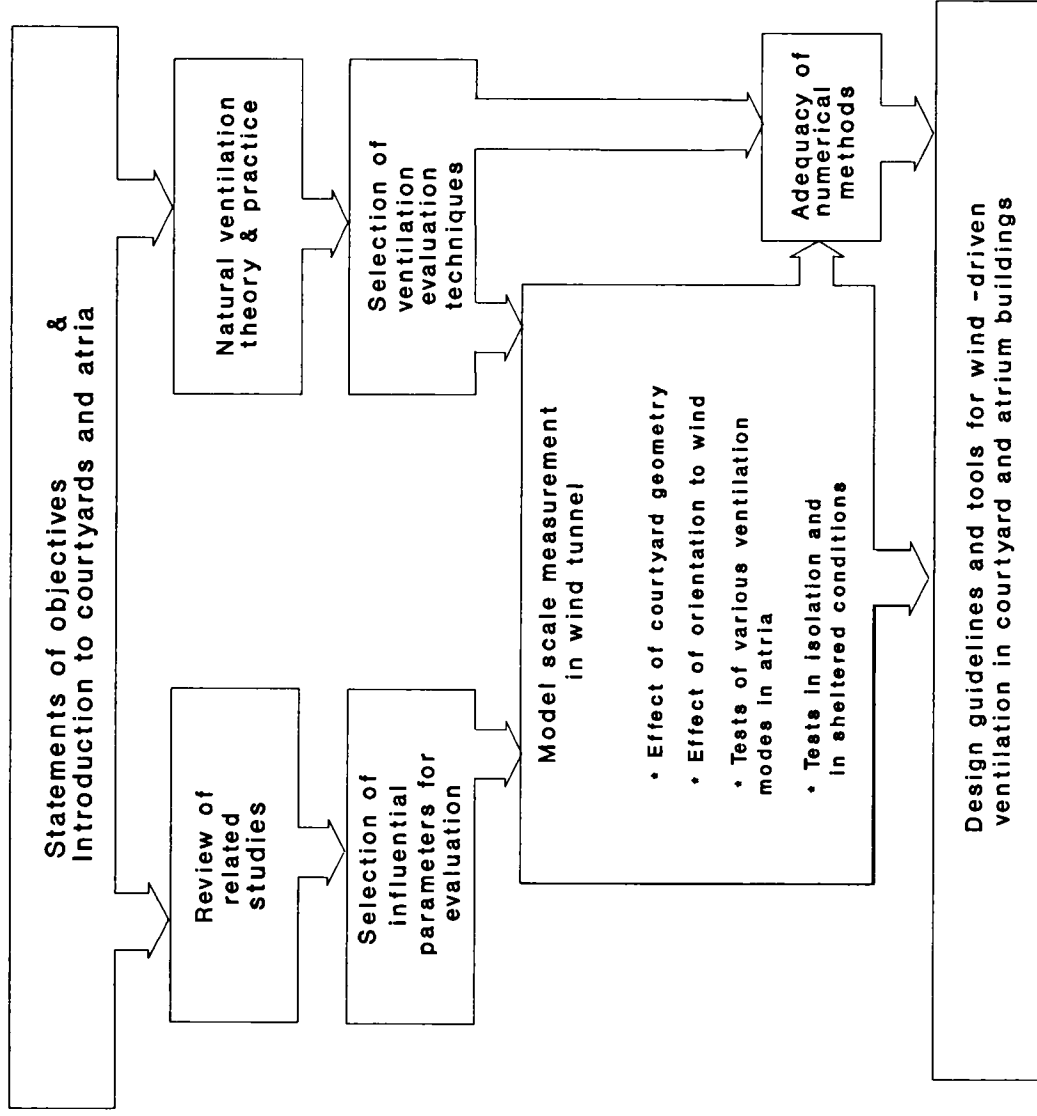 Statements of objectives
&
Introduction to courtyards and atria
Review of
related
studies
Natural ventilation
theory & practice
Selection of
influential
parameters for
evaluation
Selection of
ventilation
evaluation
techniques
Model scale measurement
in wind tunnel
* Effect of courtyard geometry
* Effect of orientation to wind
* Tests of various ventilation
modes in atria
* Tests in isolation and
in sheltered condition
Adequacy of
numerical
methods
Design guidelines and tools for wind -driven
ventilation in courtyard and atrium buildings